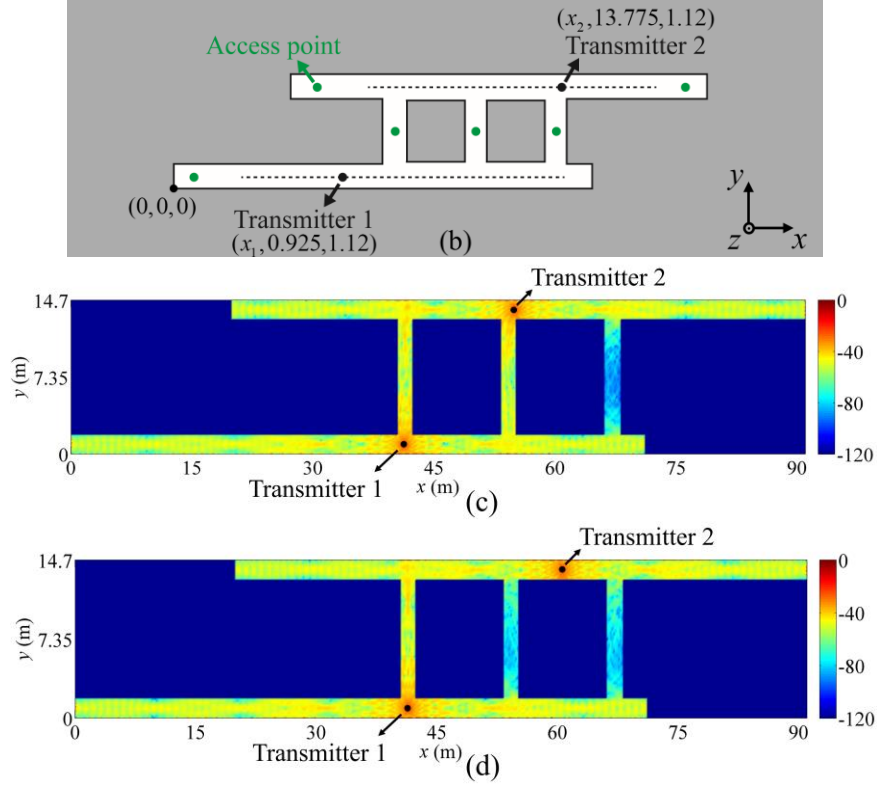 (x₂,13.775,1.12)
Access point
Transmitter 2
(0,0,0)
Transmitter 1
(x₁,0.925,1.12)
(b)
y
z
x
Transmitter 2
14.7
7.35
0
y (m)
0
15
30
45
60
75
90
Transmitter 1
x (m)
(c)
0
-40
-80
-120
Transmitter 2
14.7
7.35
0
y (m)
0
15
30
45
60
75
90
Transmitter 1
x (m)
(d)
0
-40
-80
-120